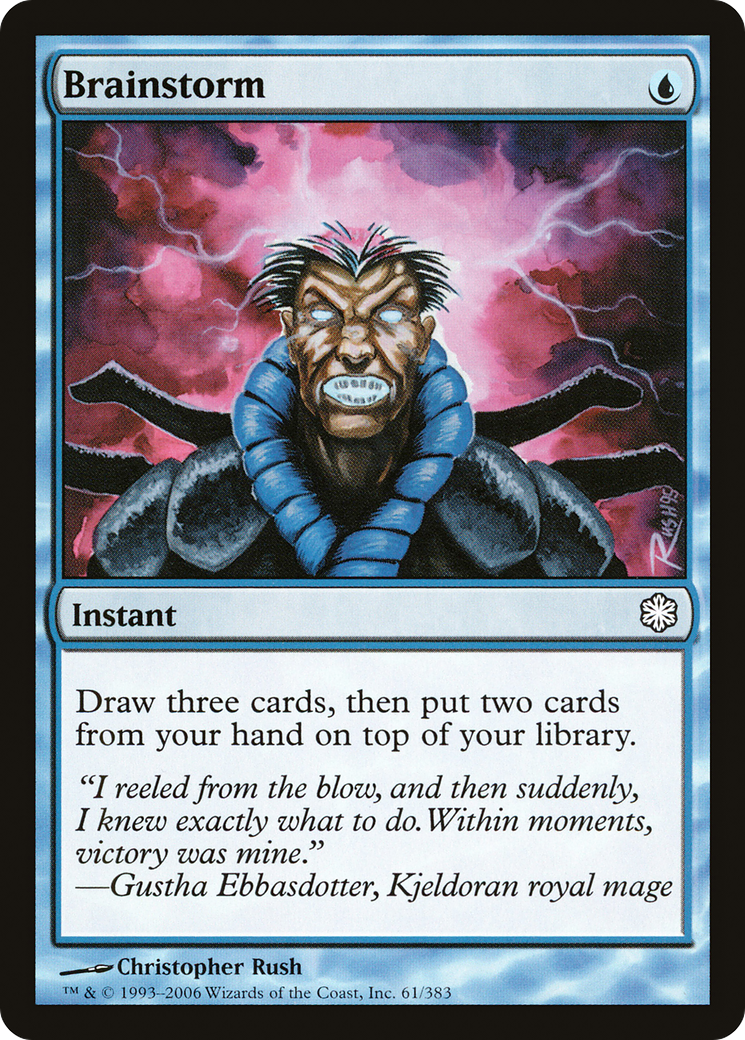 Brainstorm
Rush95
Instant
Draw three cards, then put two cards
from your hand on top of your library.
“I reeled from the blow, and then suddenly,
I knew exactly what to do. Within moments,
victory was mine.”
—Gustha Ebbasdotter, Kjeldoran royal mage
Christopher Rush
™ & © 1993–2006 Wizards of the Coast, Inc. 61/383